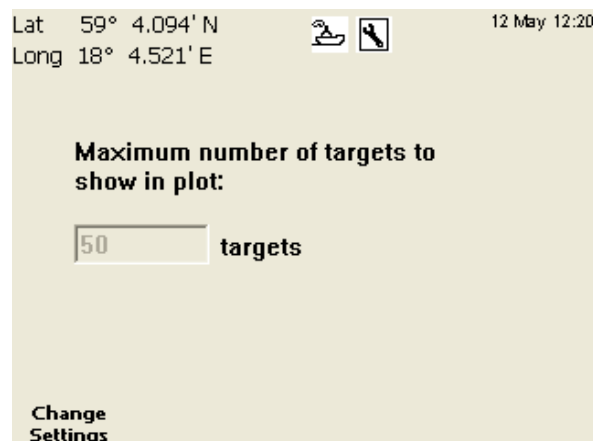 Lat 59° 4.094' N
Long 18° 4.521' E
12 May 12:20
Maximum number of targets to
show in plot:
50 targets
Change
Settings